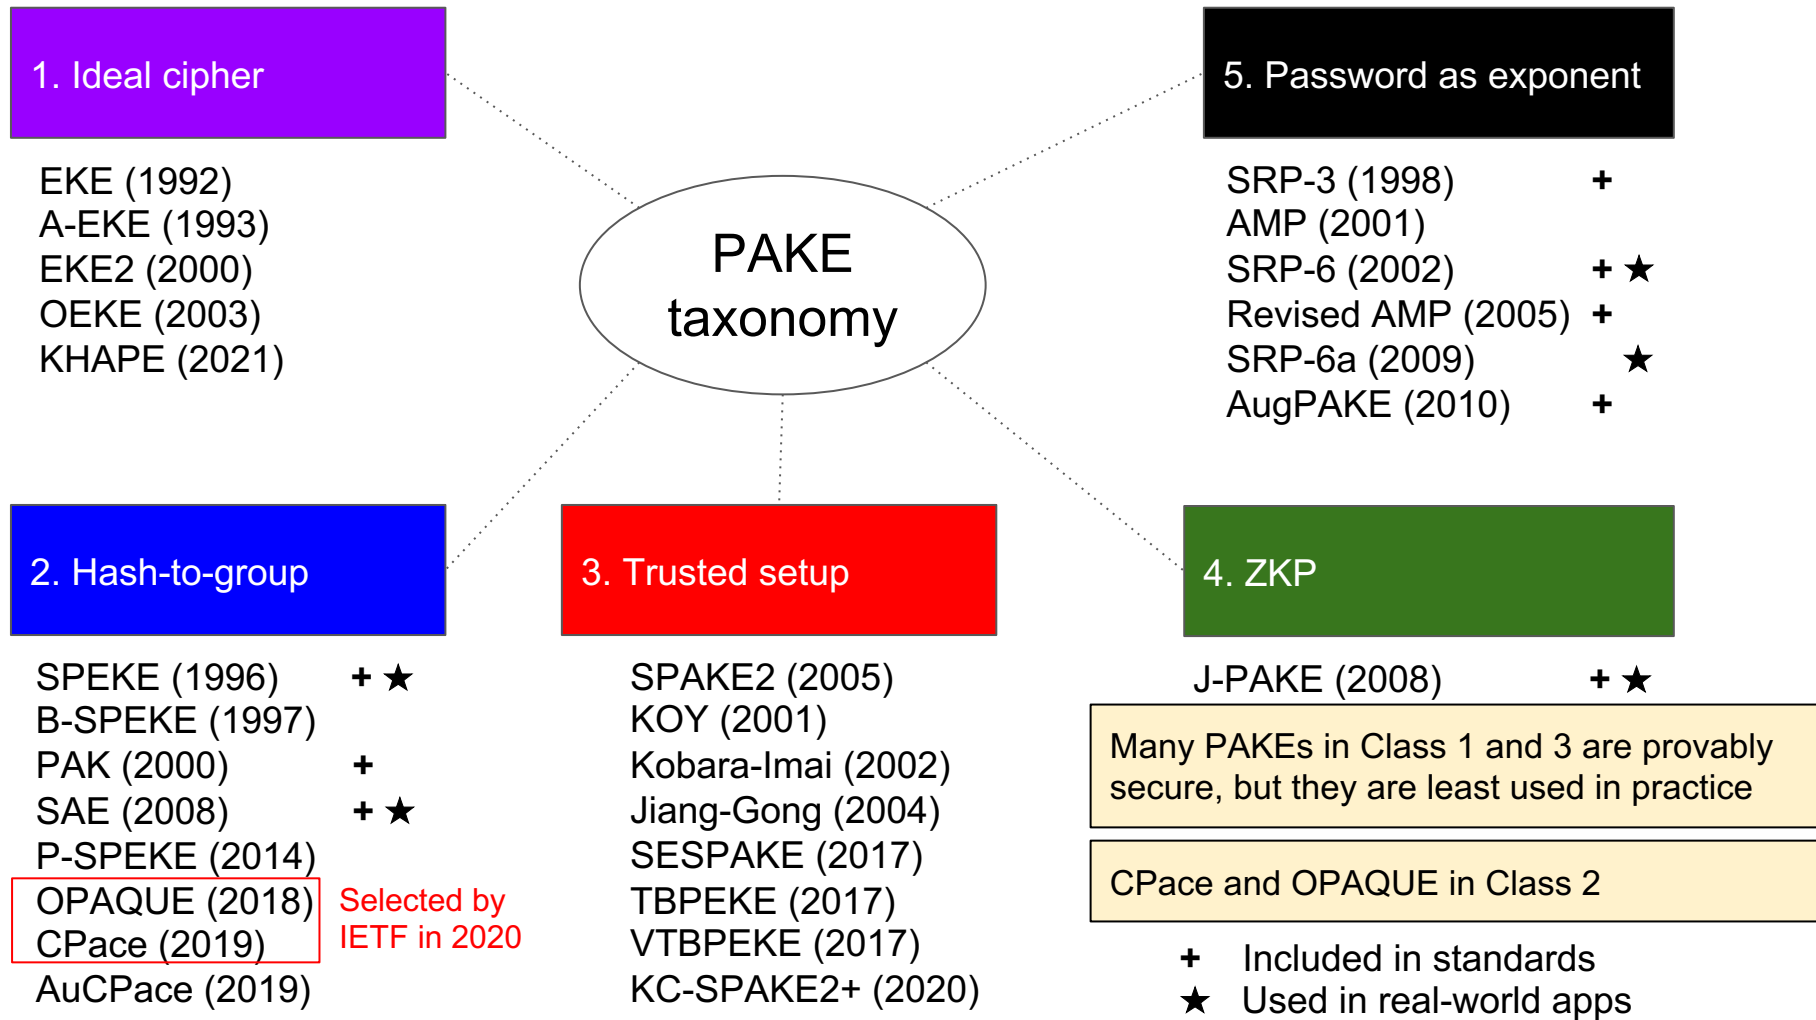 1. Ideal cipher
EKE (1992)
A-EKE (1993)
EKE2 (2000)
OEKE (2003)
KHAPE (2021)
PAKE
taxonomy
5. Password as exponent
SRP-3 (1998) +
AMP (2001)
SRP-6 (2002) + ★
Revised AMP (2005) +
SRP-6a (2009) ★
AugPAKE (2010) +
2. Hash-to-group
SPEKE (1996) + ★
B-SPEKE (1997)
PAK (2000) +
SAE (2008) + ★
P-SPEKE (2014)
OPAQUE (2018)
CPace (2019)
AuCPace (2019)
Selected by
IETF in 2020
3. Trusted setup
SPAKE2 (2005)
KOY (2001)
Kobara-Imai (2002)
Jiang-Gong (2004)
SESPAKE (2017)
TBPEKE (2017)
VTBPEKE (2017)
KC-SPAKE2+ (2020)
4. ZKP
J-PAKE (2008) + ★
Many PAKEs in Class 1 and 3 are provably
secure, but they are least used in practice
CPace and OPAQUE in Class 2
+ Included in standards
★ Used in real-world apps